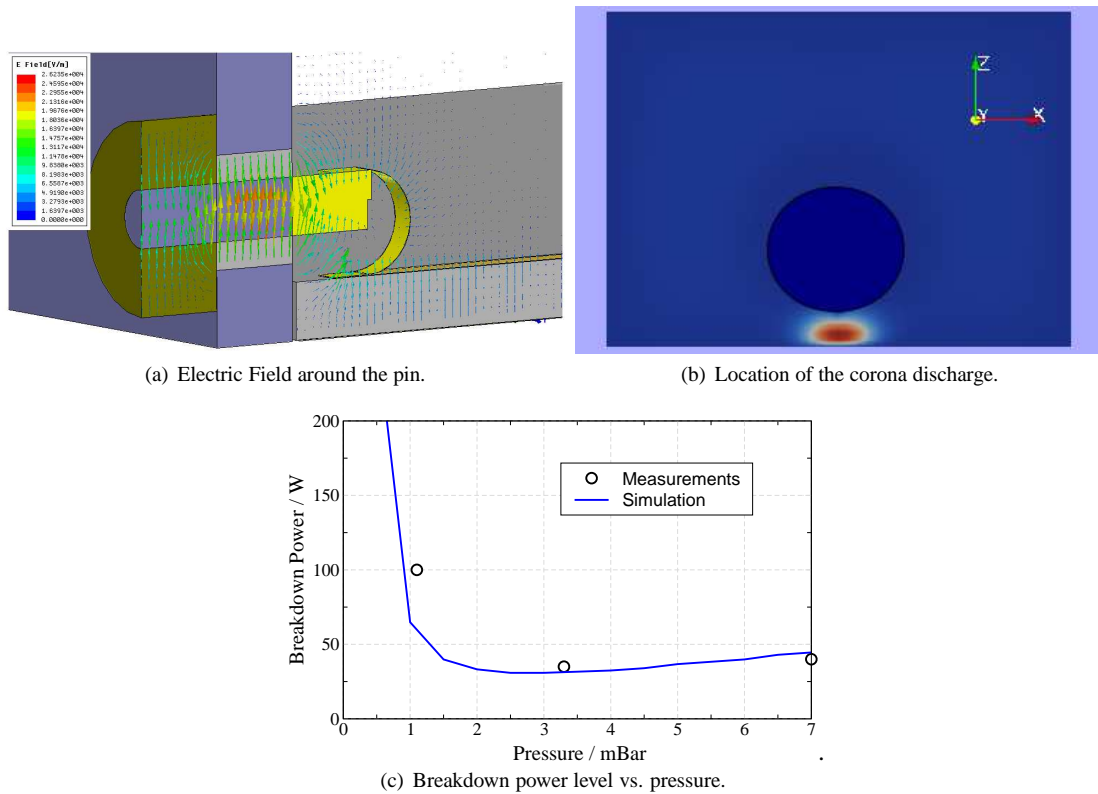 E Field[V/m]
2.6235e+004
2.4595e+004
2.2955e+004
2.1316e+004
1.9676e+004
1.8036e+004
1.6397e+004
1.4757e+004
1.3117e+004
1.1478e+004
9.8380e+003
8.1983e+003
6.5587e+003
4.9190e+003
3.2793e+003
1.6397e+003
0.0000e+000
Z
Y
X
(a) Electric Field around the pin.
(b) Location of the corona discharge.
200
150
100
50
0
Breakdown Power / W
Measurements
Simulation
0 1 2 3 4 5 6 7
Pressure / mBar
.
(c) Breakdown power level vs. pressure.